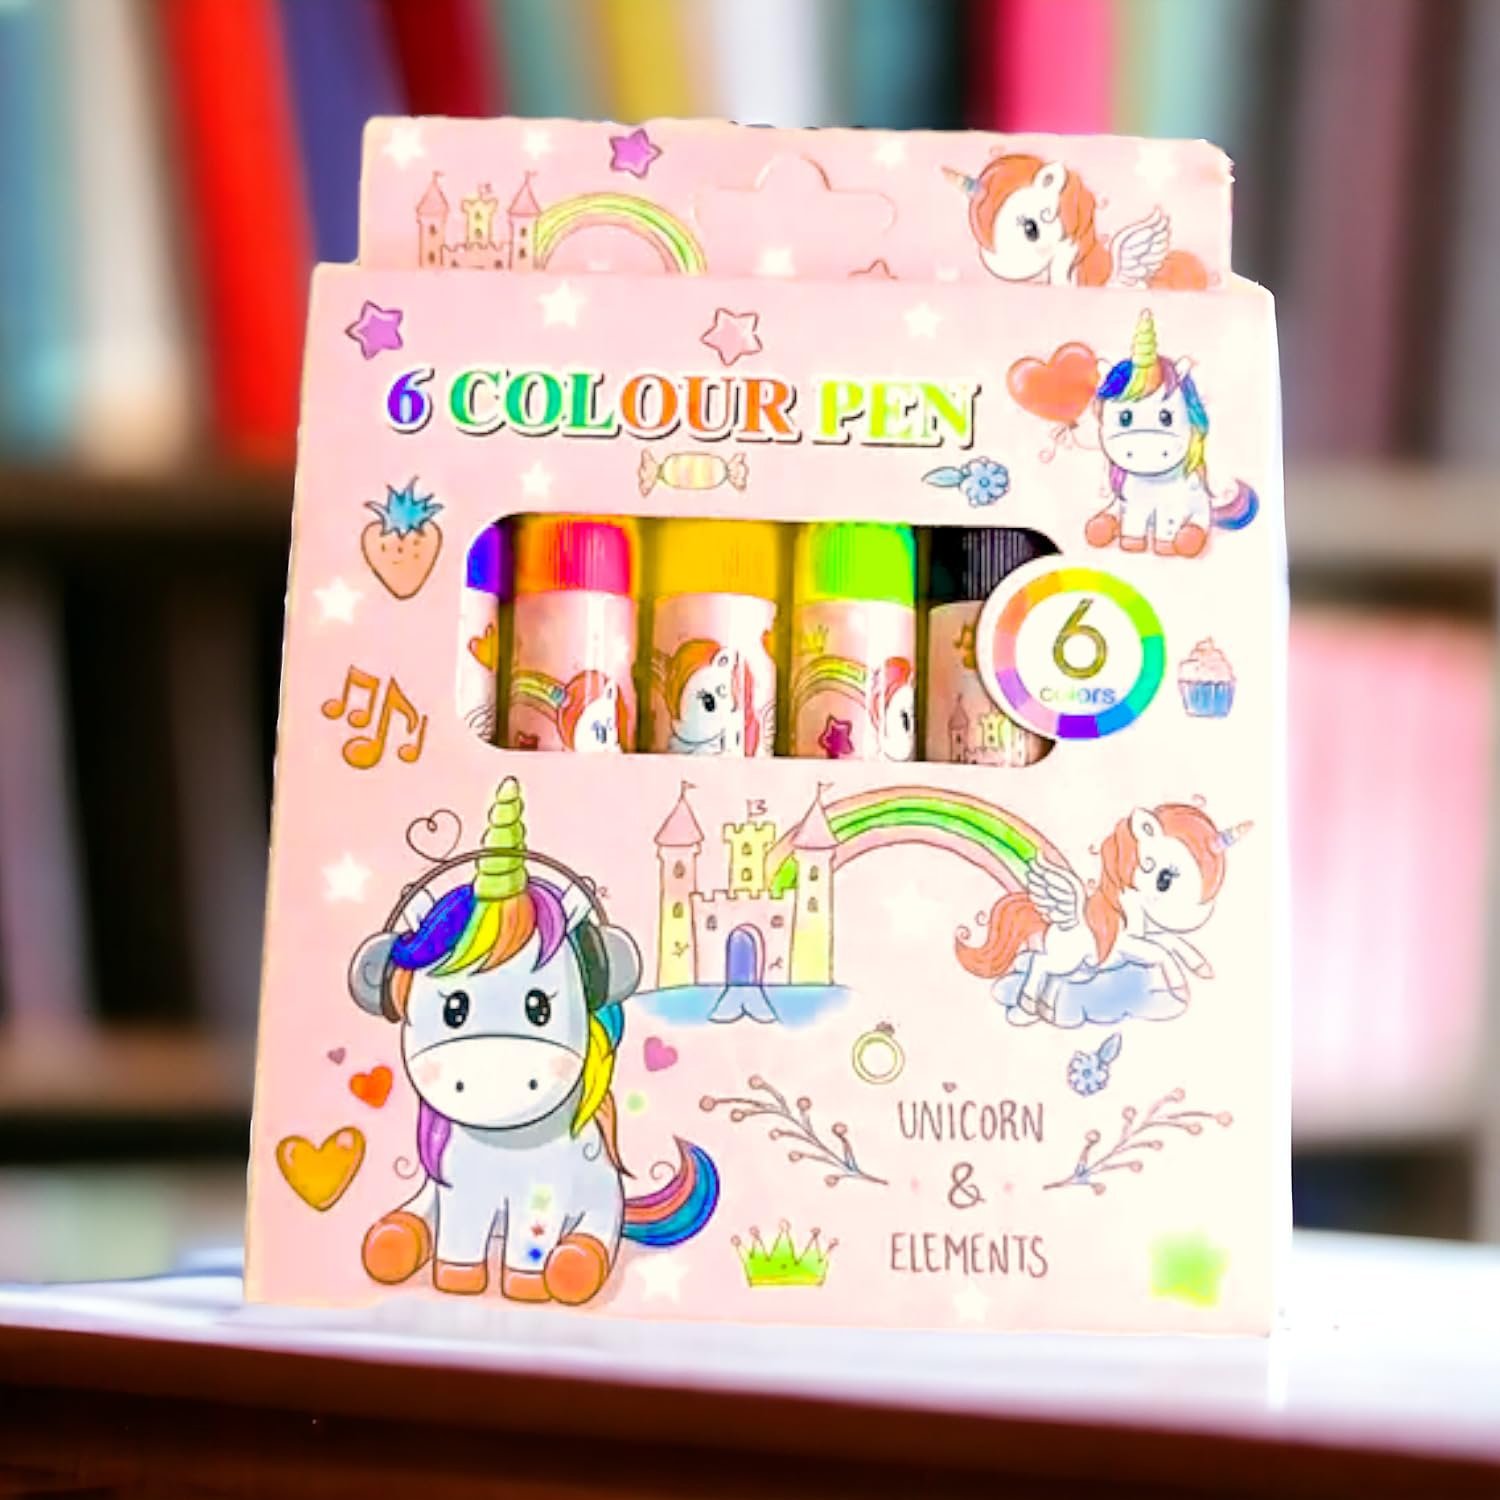 6 COLOUR PEN
6
colors
UNICORN
&
ELEMENTS